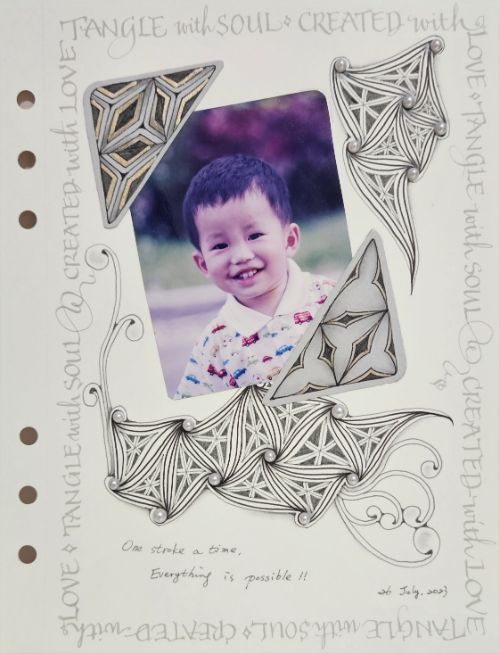 TANGLE with SOUL ◇ CREATED with
LOVE ◇ TANGLE with SOUL @ CREATED with LOVE
LOVE ◇ TANGLE with SOUL @ CREATED with LOVE
One stroke a time,
Everything is possible !!
26 July, 2023
TANGLE with SOUL ◇ CREATED with